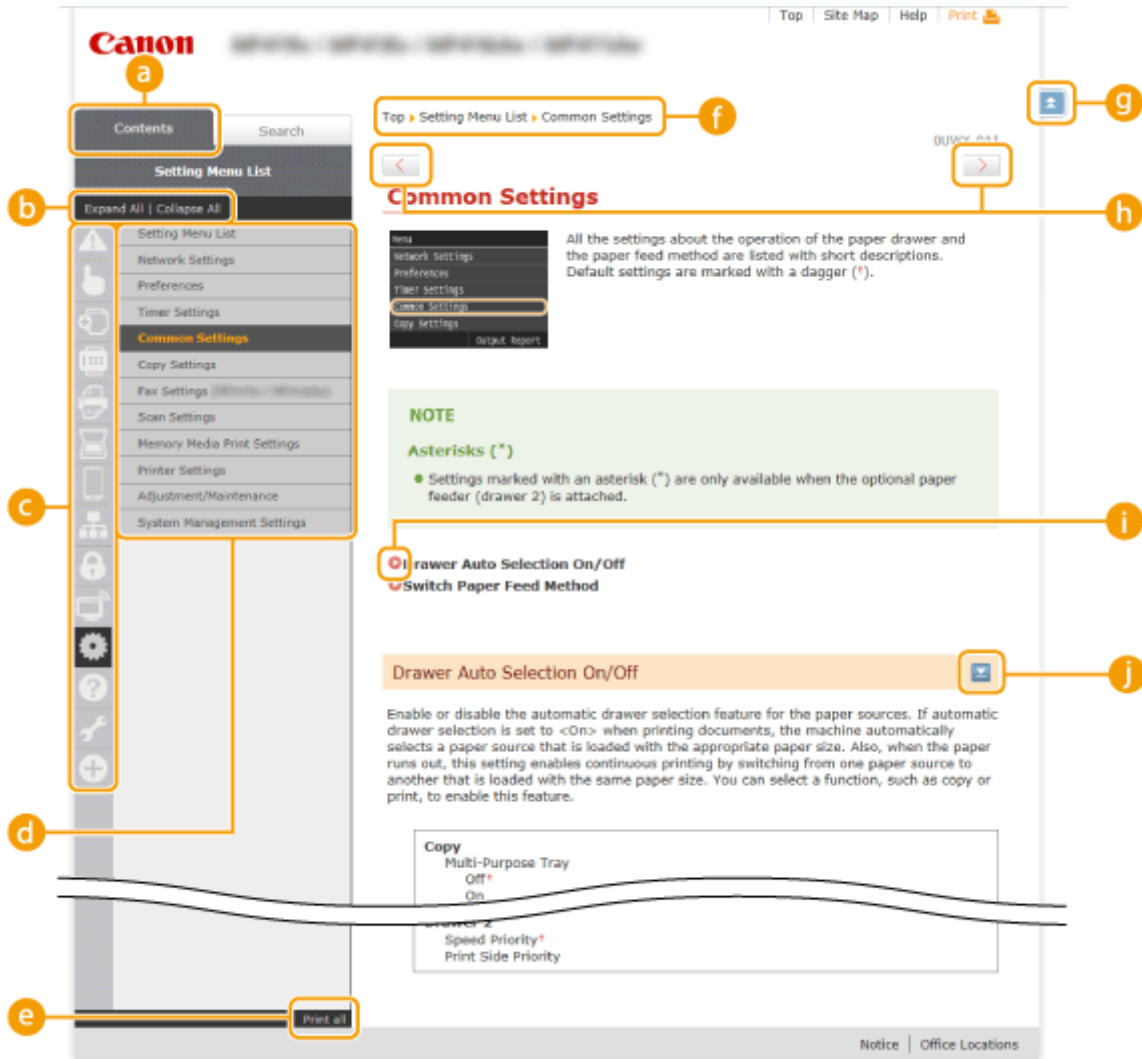 Top | Site Map | Help | Print
Canon
a
g
Contents
Search
Top Setting Menu List Common Settings
f
Setting Menu List
h
b
Expand All | Collapse All
Common Settings
Setting Menu List
Network Settings
Preferences
Timer Settings
Common Settings
Copy Settings
Fax Settings
Scan Settings
Memory Media Print Settings
Printer Settings
Adjustment/Maintenance
System Management Settings
c
d
Menu
Network Settings
Preferences
Timer Settings
Common Settings
Copy Settings
Output Report
All the settings about the operation of the paper drawer and
the paper feed method are listed with short descriptions.
Default settings are marked with a dagger (†).
NOTE
Asterisks (*)
Settings marked with an asterisk (*) are only available when the optional paper
feeder (drawer 2) is attached.
i
Drawer Auto Selection On/Off
Switch Paper Feed Method
Drawer Auto Selection On/Off
j
Enable or disable the automatic drawer selection feature for the paper sources. If automatic
drawer selection is set to <On> when printing documents, the machine automatically
selects a paper source that is loaded with the appropriate paper size. Also, when the paper
runs out, this setting enables continuous printing by switching from one paper source to
another that is loaded with the same paper size. You can select a function, such as copy or
print, to enable this feature.
Copy
Multi-Purpose Tray
Off†
On
Drawer 2
Speed Priority†
Print Side Priority
e
Print all
Notice | Office Locations